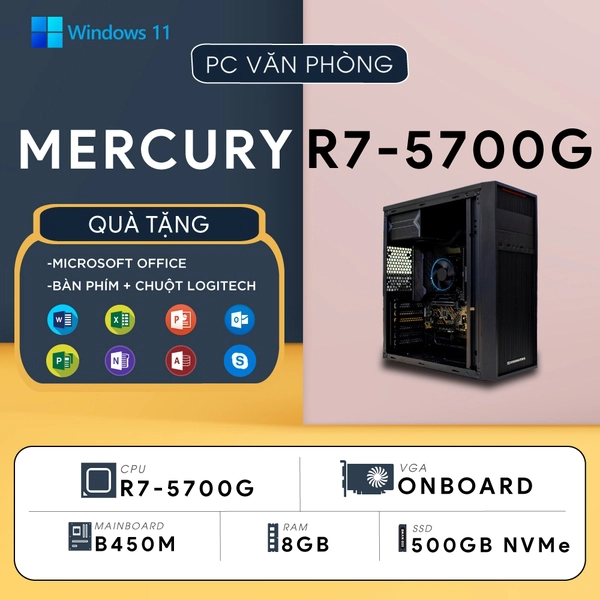 Windows 11
PC VĂN PHÒNG
MERCURY R7-5700G
QUÀ TẶNG
-MICROSOFT OFFICE
-BÀN PHÍM + CHUỘT LOGITECH
W X P O
P N A S
CPU
R7-5700G
VGA
ONBOARD
MAINBOARD
B450M
RAM
8GB
SSD
500GB NVMe